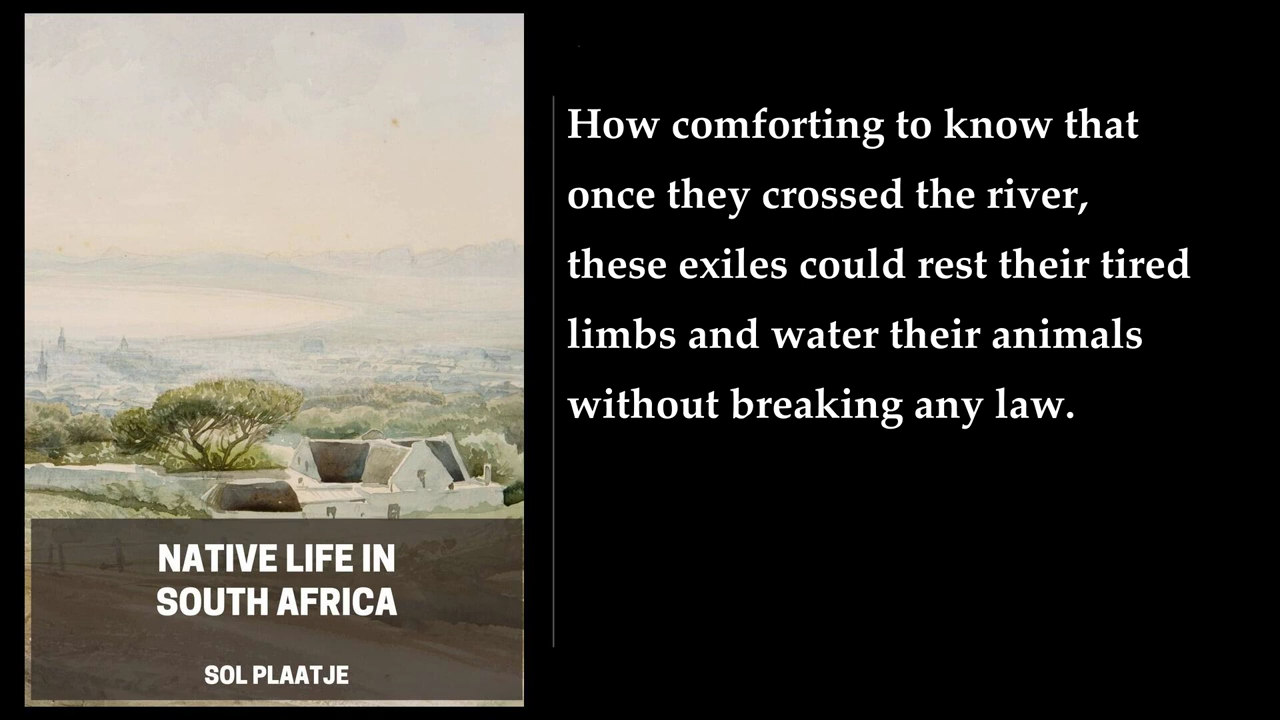 How comforting to know that
once they crossed the river,
these exiles could rest their tired
limbs and water their animals
without breaking any law.
NATIVE LIFE IN
SOUTH AFRICA
SOL PLAATJE